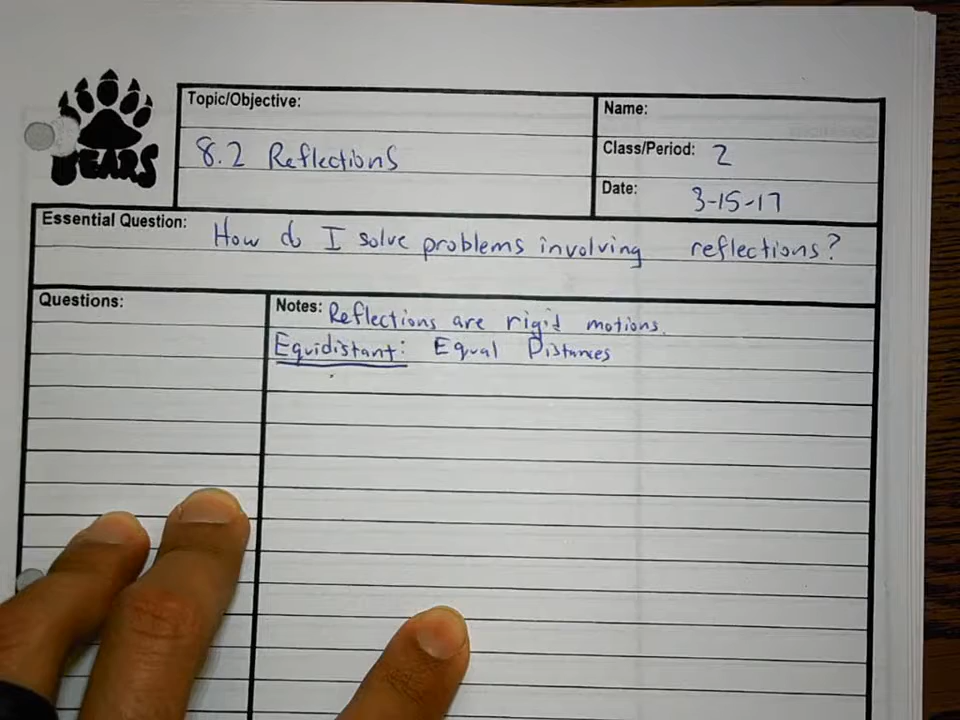 BEARS
Topic/Objective:
8.2 Reflections
Name:
Class/Period: 2
Date: 3-15-17
Essential Question: How do I solve problems involving reflections?
Questions:
Notes: Reflections are rigid motions.
Equidistant: Equal Distances